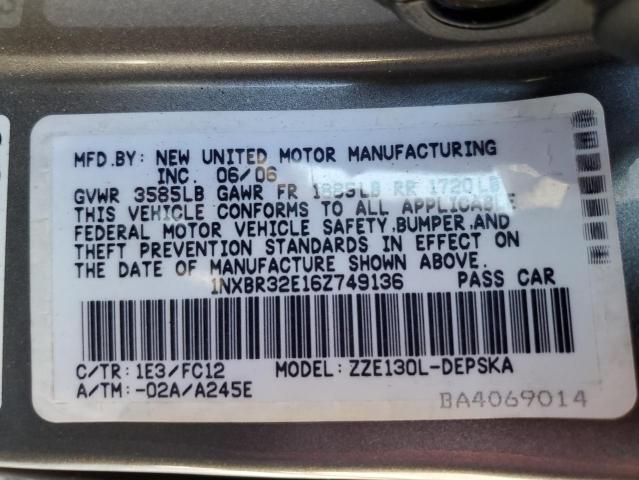 MFD.BY: NEW UNITED MOTOR MANUFACTURING
INC. 06/06
GVWR 3585LB GAWR FR 1885LB RR 1720LB
THIS VEHICLE CONFORMS TO ALL APPLICABLE
FEDERAL MOTOR VEHICLE SAFETY,BUMPER,AND
THEFT PREVENTION STANDARDS IN EFFECT ON
THE DATE OF MANUFACTURE SHOWN ABOVE.
1NXBR32E16Z749136 PASS CAR
C/TR: 1E3/FC12 MODEL: ZZE130L-DEPSKA
A/TM: -02A/A245E
BA4069014